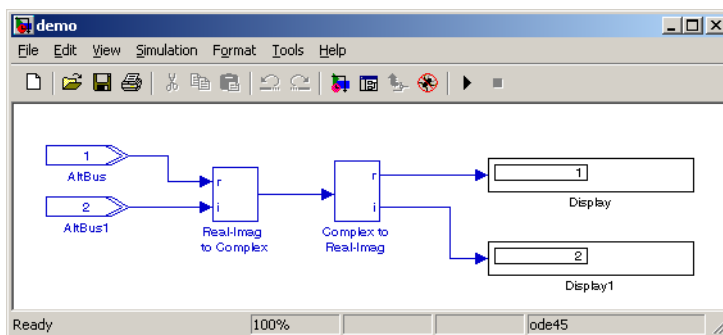 demo
File Edit View Simulation Format Tools Help
1
AltBus
2
AltBus1
r
i
Real-Imag
to Complex
r
i
Complex to
Real-Imag
1
Display
2
Display1
Ready 100% ode45